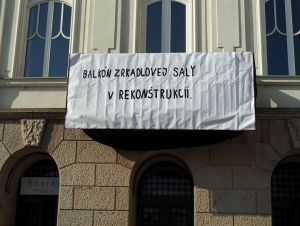 BALKÓN ZRKADLOVEJ SALY
V REKONŠTRUKCII.